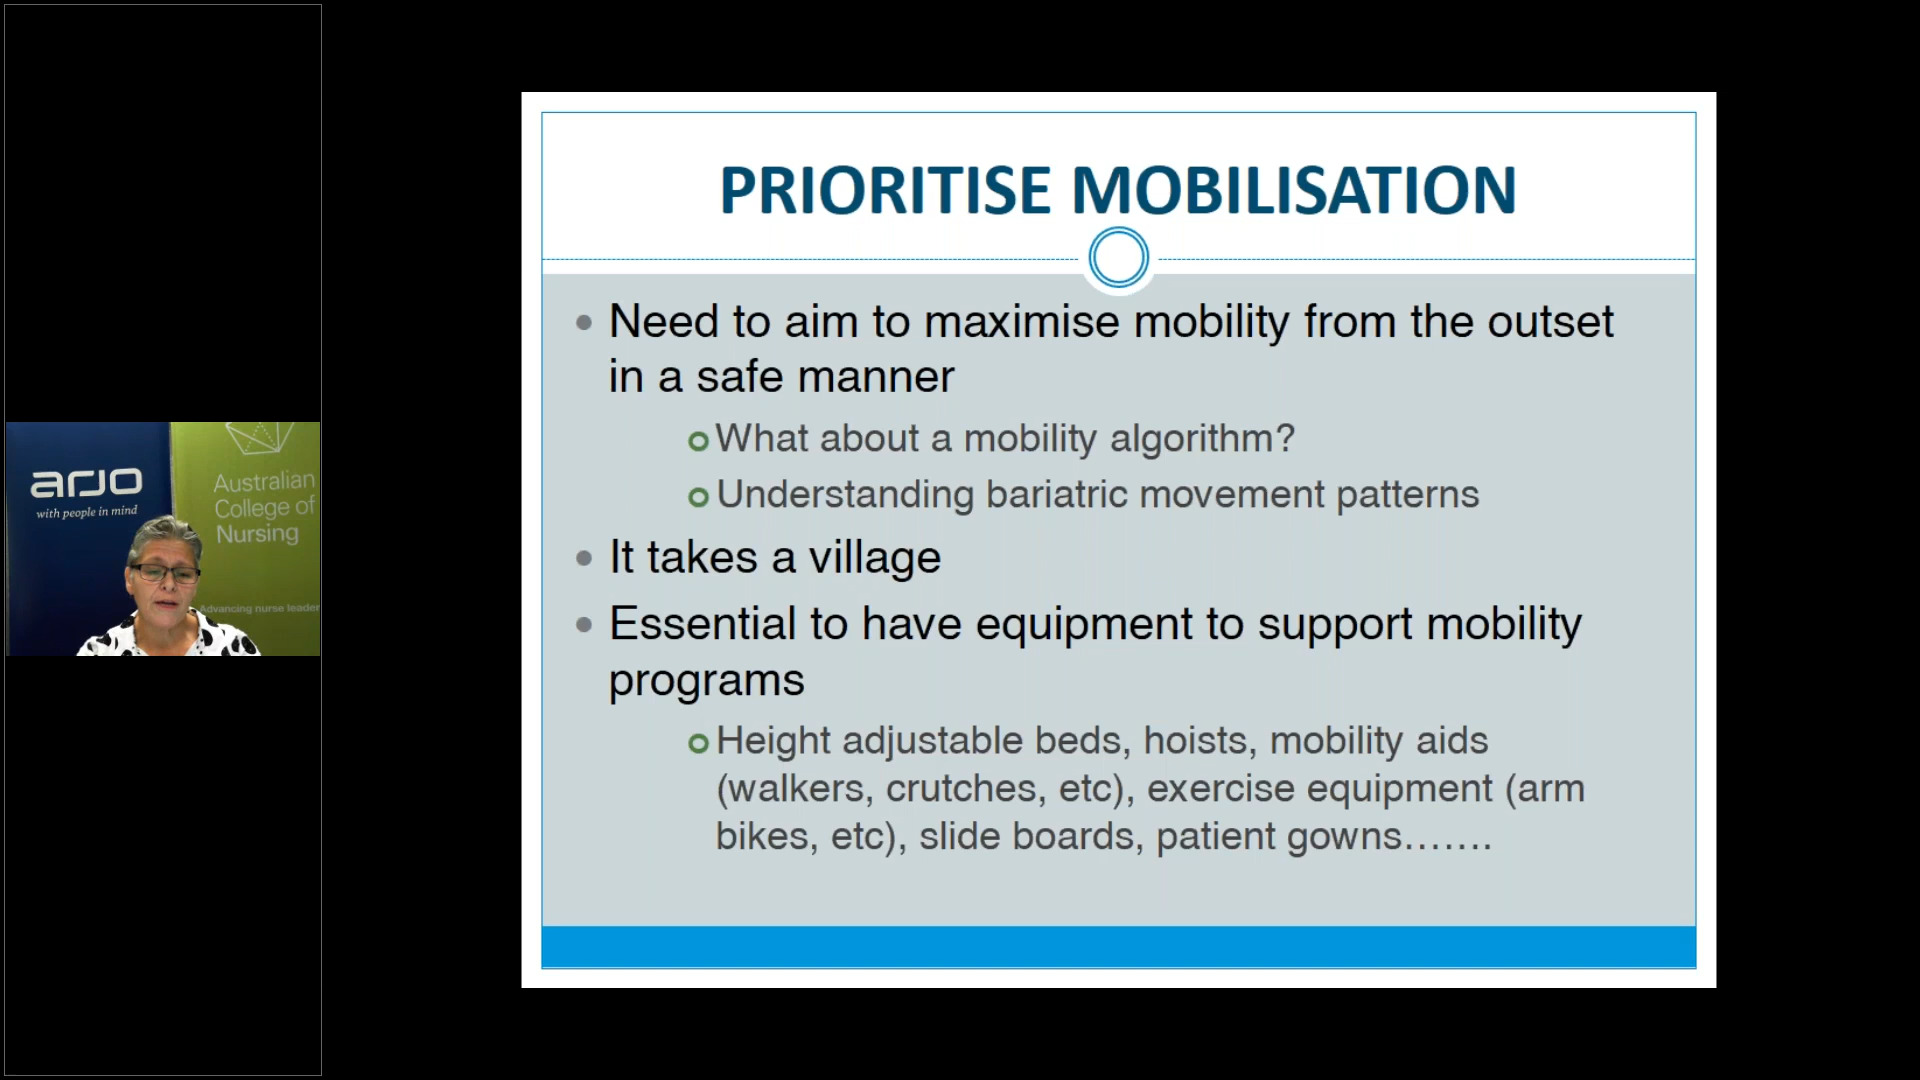 arjo
with people in mind
Australian
College of
Nursing
Advancing nurse leader
PRIORITISE MOBILISATION
Need to aim to maximise mobility from the outset
in a safe manner
What about a mobility algorithm?
Understanding bariatric movement patterns
It takes a village
Essential to have equipment to support mobility
programs
Height adjustable beds, hoists, mobility aids
(walkers, crutches, etc), exercise equipment (arm
bikes, etc), slide boards, patient gowns…….